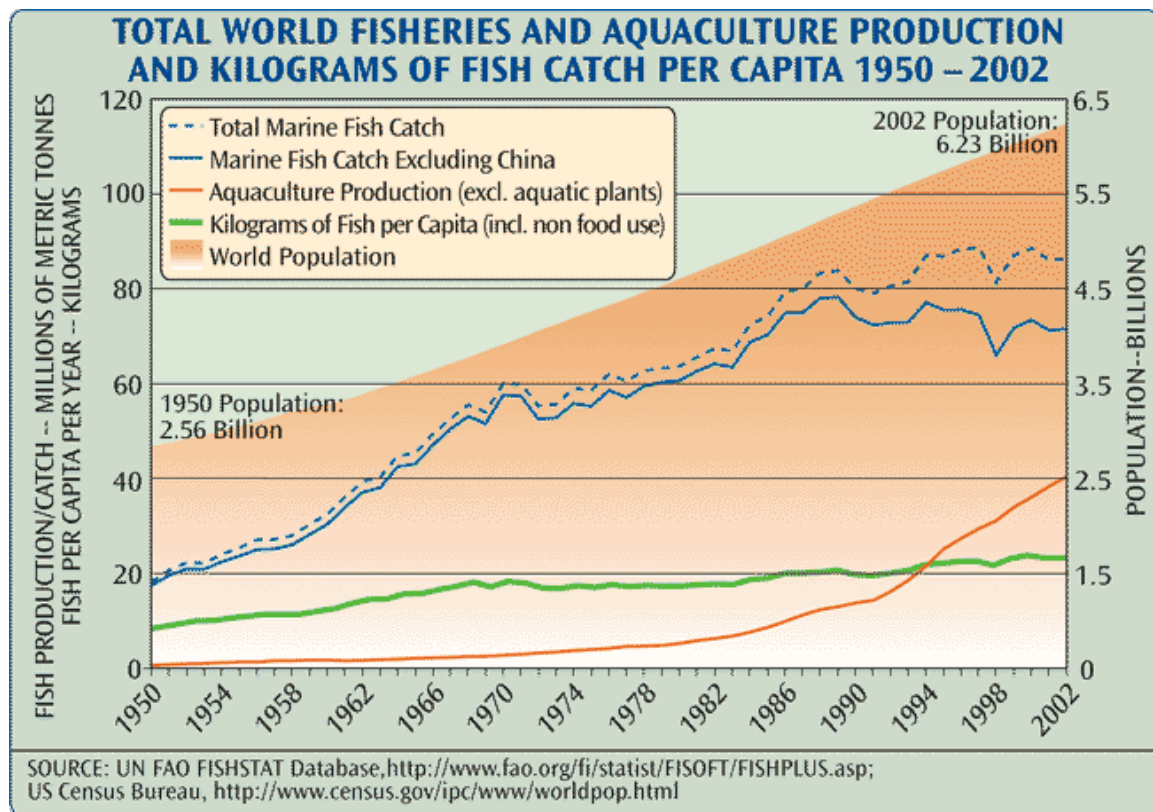 TOTAL WORLD FISHERIES AND AQUACULTURE PRODUCTION
AND KILOGRAMS OF FISH CATCH PER CAPITA 1950 – 2002
FISH PRODUCTION/CATCH -- MILLIONS OF METRIC TONNES
FISH PER CAPITA PER YEAR -- KILOGRAMS
120
100
80
60
40
20
0
Total Marine Fish Catch
Marine Fish Catch Excluding China
Aquaculture Production (excl. aquatic plants)
Kilograms of Fish per Capita (incl. non food use)
World Population
2002 Population:
6.23 Billion
1950 Population:
2.56 Billion
6.5
5.5
4.5
3.5
2.5
1.5
0
POPULATION--BILLIONS
1950
1954
1958
1962
1966
1970
1974
1978
1982
1986
1990
1994
1998
2002
SOURCE: UN FAO FISHSTAT Database,http://www.fao.org/fi/statist/FISOFT/FISHPLUS.asp;
US Census Bureau, http://www.census.gov/ipc/www/worldpop.html